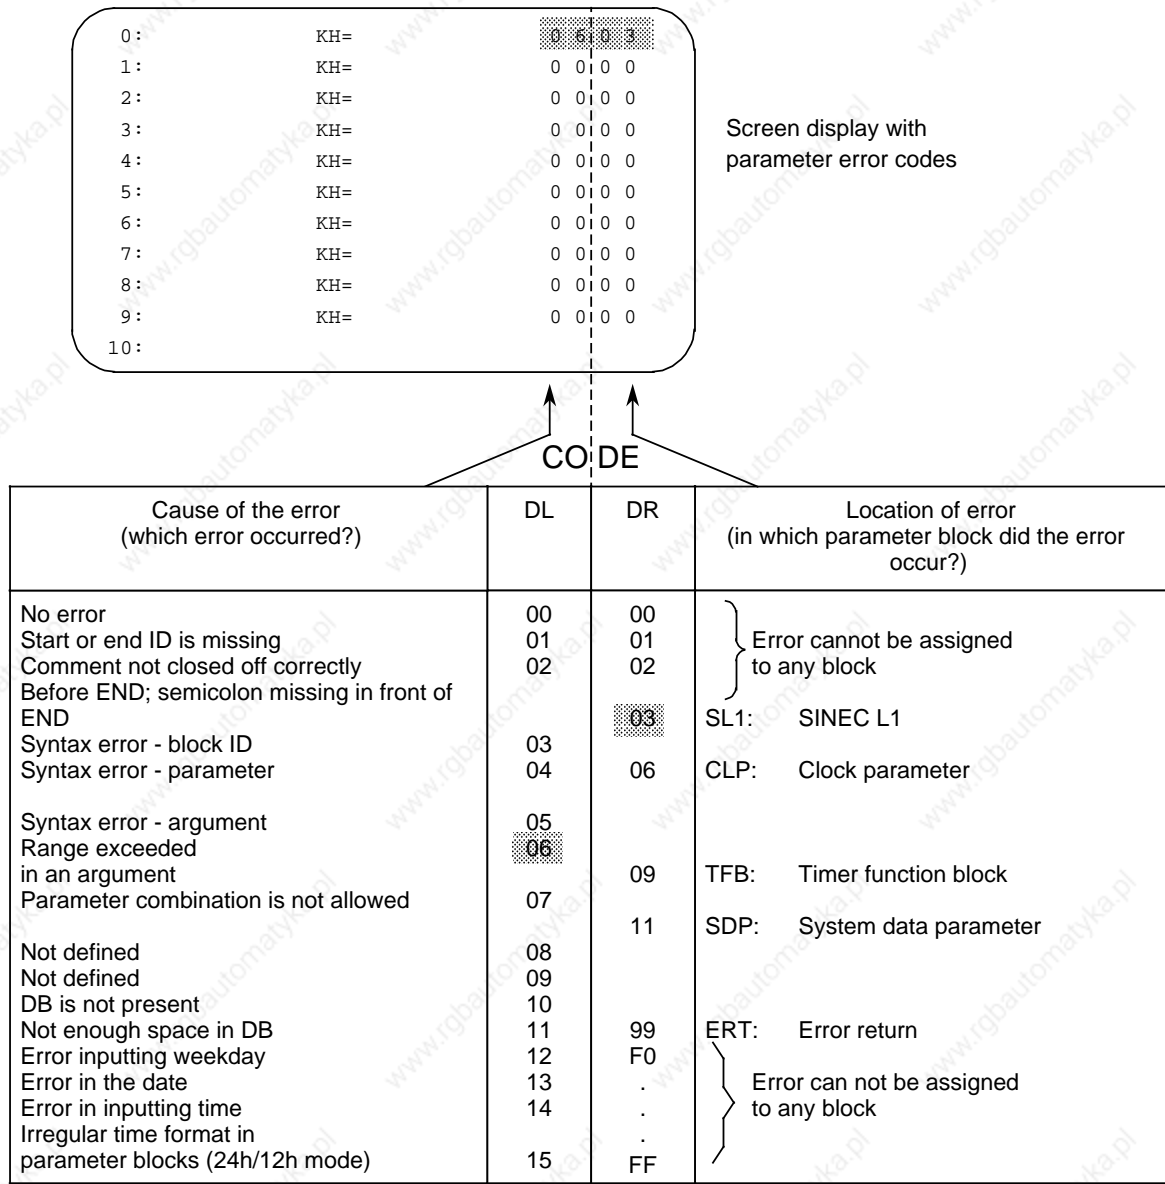 0: KH= 0 6 0 3
1: KH= 0 0 0 0
2: KH= 0 0 0 0
3: KH= 0 0 0 0
4: KH= 0 0 0 0
5: KH= 0 0 0 0
6: KH= 0 0 0 0
7: KH= 0 0 0 0
8: KH= 0 0 0 0
9: KH= 0 0 0 0
10:
Screen display with
parameter error codes
CODE
Cause of the error
(which error occurred?)
DL
DR
Location of error
(in which parameter block did the error
occur?)
No error 00 00
Start or end ID is missing 01 01 Error cannot be assigned
Comment not closed off correctly 02 02 to any block
Before END; semicolon missing in front of
END 03 SL1: SINEC L1
Syntax error - block ID 03
Syntax error - parameter 04 06 CLP: Clock parameter
Syntax error - argument 05
Range exceeded 06
in an argument 09 TFB: Timer function block
Parameter combination is not allowed 07
11 SDP: System data parameter
Not defined 08
Not defined 09
DB is not present 10
Not enough space in DB 11 99 ERT: Error return
Error inputting weekday 12 F0
Error in the date 13 . Error can not be assigned
Error in inputting time 14 . to any block
Irregular time format in .
parameter blocks (24h/12h mode) 15 FF
www.rgbautomatyka.pl